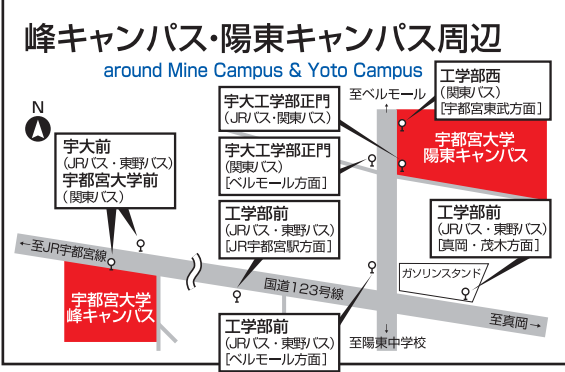 峰キャンパス・陽東キャンパス周辺
around Mine Campus & Yoto Campus
N
宇大前
(JRバス・東野バス)
宇都宮大学前
(関東バス)
宇大工学部正門
(JRバス・関東バス)
宇大工学部正門
(関東バス)
[ベルモール方面]
工学部前
(JRバス・東野バス)
[JR宇都宮駅方面]
至ベルモール
↑
工学部西
(関東バス)
[宇都宮東武方面]
宇都宮大学
陽東キャンパス
工学部前
(JRバス・東野バス)
[真岡・茂木方面]
ガソリンスタンド
←至JR宇都宮線
宇都宮大学
峰キャンパス
国道123号線
工学部前
(JRバス・東野バス)
[ベルモール方面]
↓
至陽東中学校
至真岡→